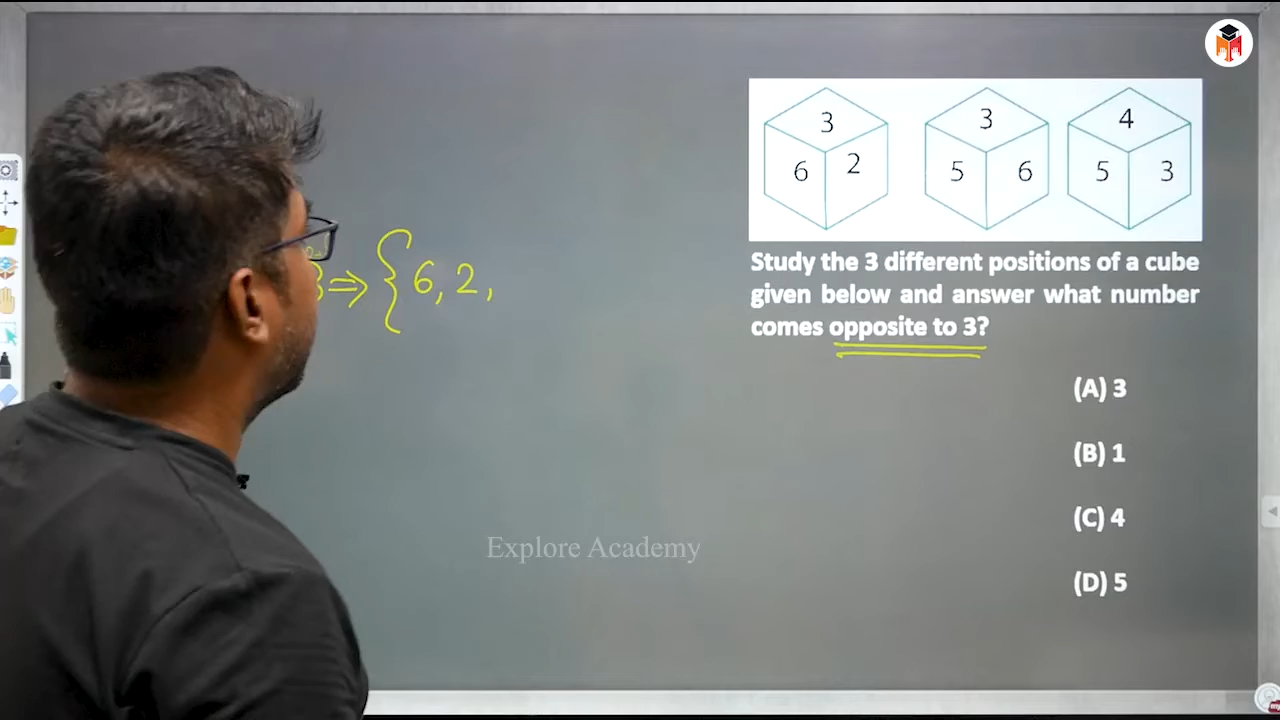 3 ⇒ { 6, 2,
3
6 2
3
5 6
4
5 3
Study the 3 different positions of a cube
given below and answer what number
comes opposite to 3?
(A) 3
(B) 1
(C) 4
(D) 5
Explore Academy